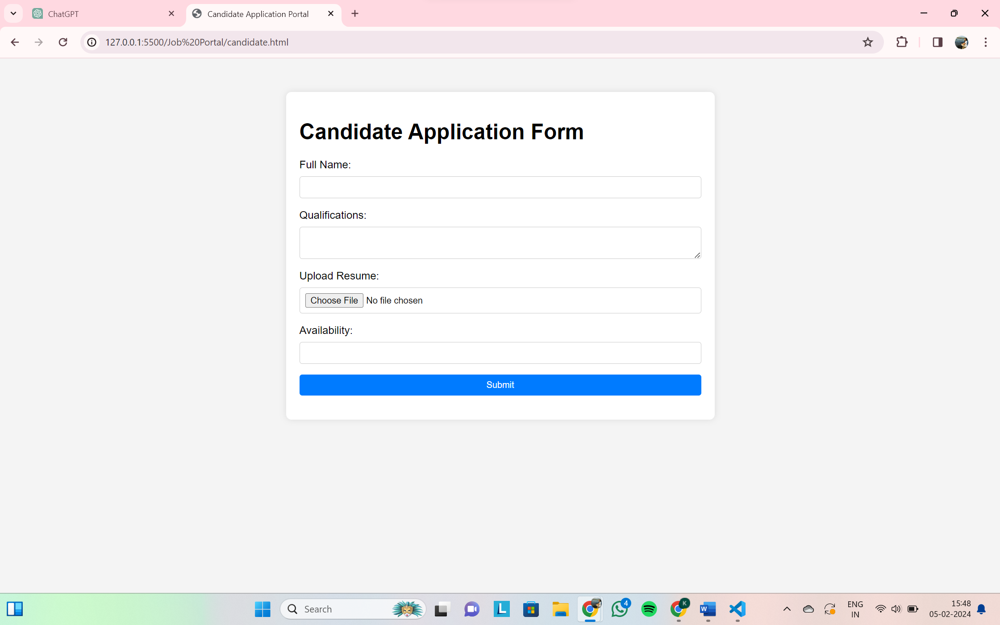 ChatGPT
Candidate Application Portal
127.0.0.1:5500/Job%20Portal/candidate.html
Candidate Application Form
Full Name:
Qualifications:
Upload Resume:
Choose File No file chosen
Availability:
Submit
Search
L
4
K
W
ENG
IN
15:48
05-02-2024